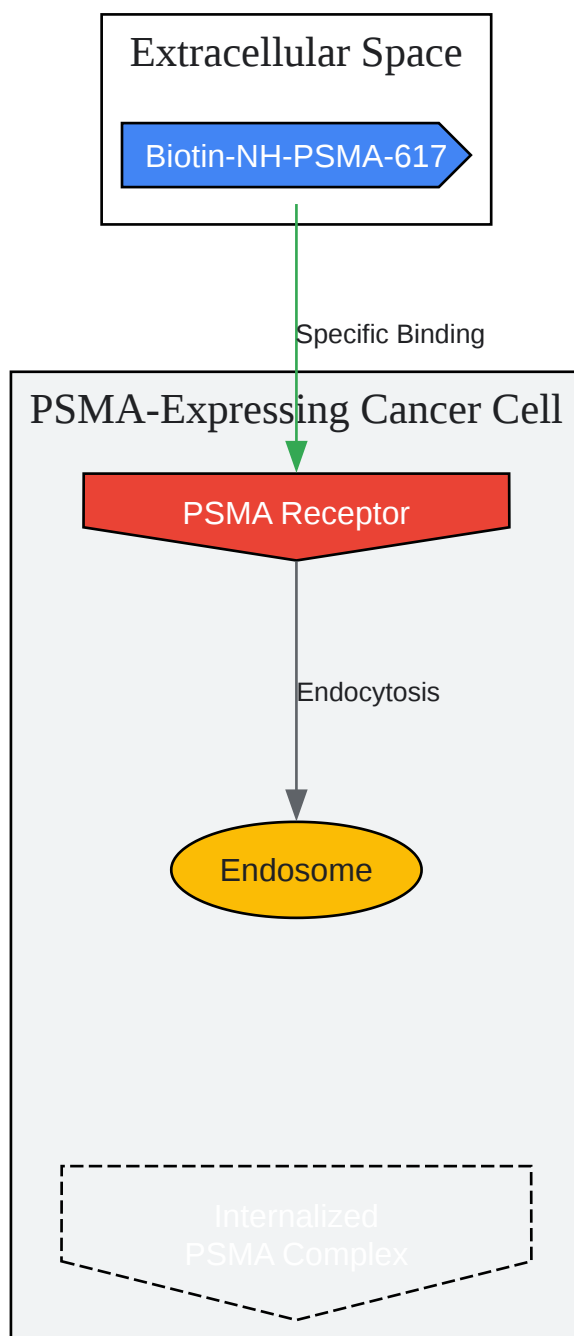 Extracellular Space
Biotin-NH-PSMA-617
Specific Binding
PSMA-Expressing Cancer Cell
PSMA Receptor
Endocytosis
Endosome
Internalized
PSMA Complex